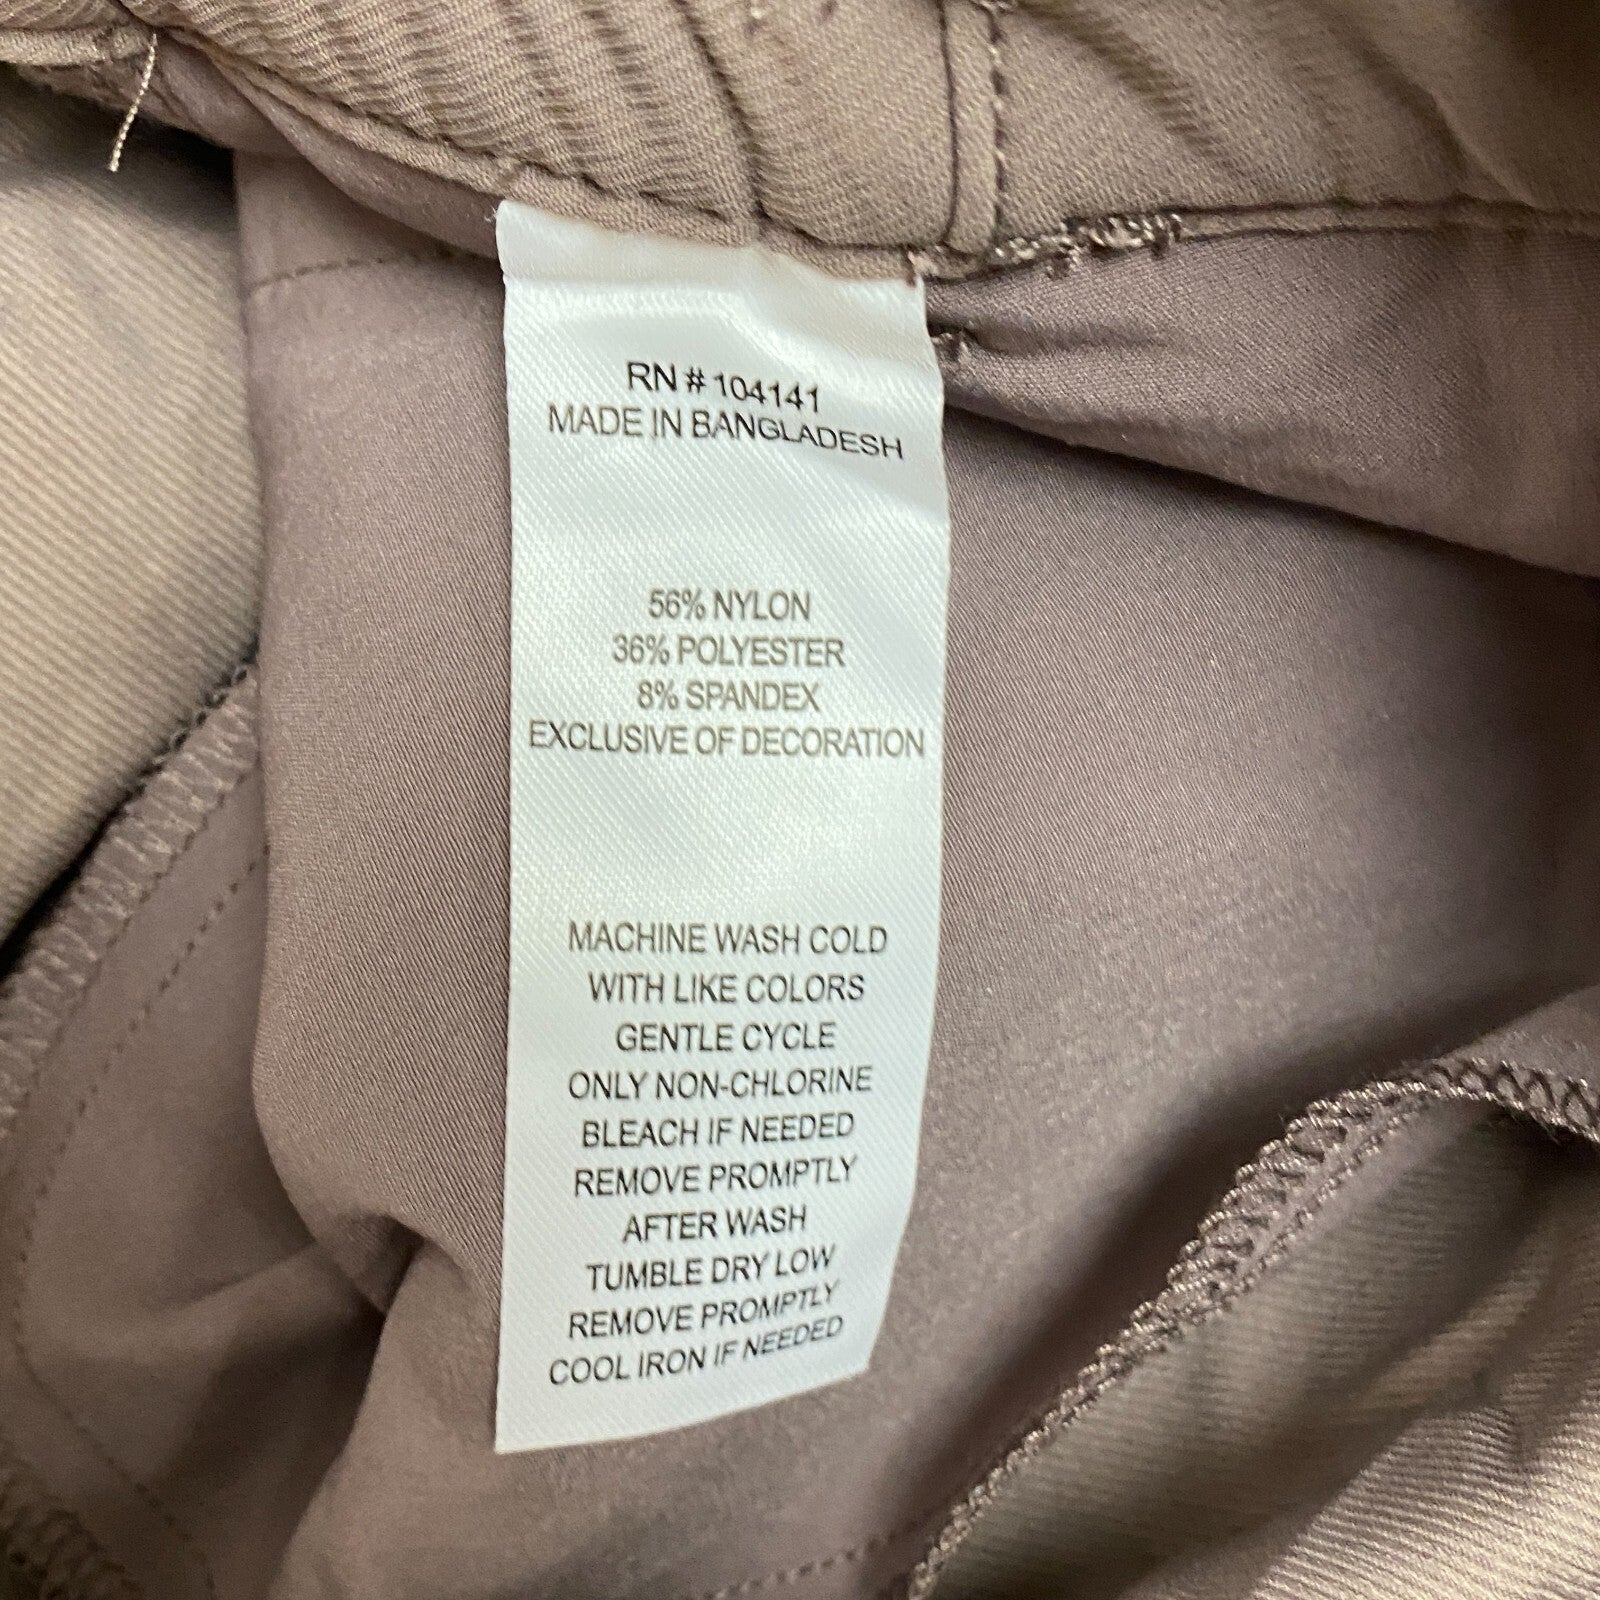 RN # 104141
MADE IN BANGLADESH
56% NYLON
36% POLYESTER
8% SPANDEX
EXCLUSIVE OF DECORATION
MACHINE WASH COLD
WITH LIKE COLORS
GENTLE CYCLE
ONLY NON-CHLORINE
BLEACH IF NEEDED
REMOVE PROMPTLY
AFTER WASH
TUMBLE DRY LOW
REMOVE PROMPTLY
COOL IRON IF NEEDED